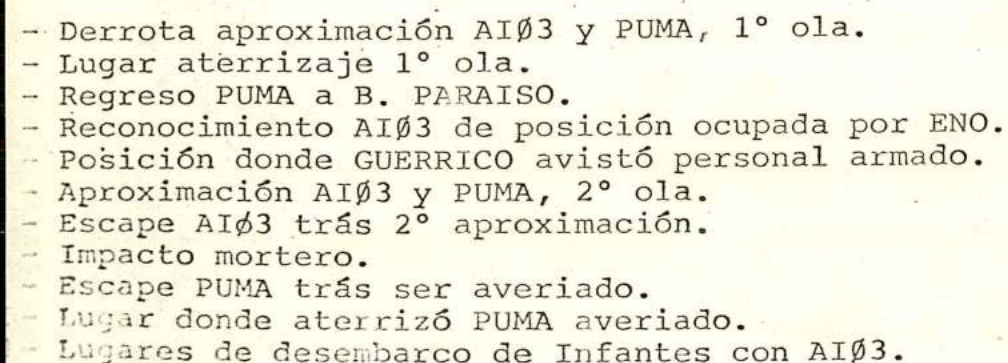 - Derrota aproximación AIØ3 y PUMA, 1° ola.
- Lugar aterrizaje 1° ola.
- Regreso PUMA a B. PARAISO.
- Reconocimiento AIØ3 de posición ocupada por ENO.
- Posición donde GUERRICO avistó personal armado.
- Aproximación AIØ3 y PUMA, 2° ola.
- Escape AIØ3 trás 2° aproximación.
- Impacto mortero.
- Escape PUMA trás ser averiado.
- Lugar donde aterrizó PUMA averiado.
- Lugares de desembarco de Infantes con AIØ3.